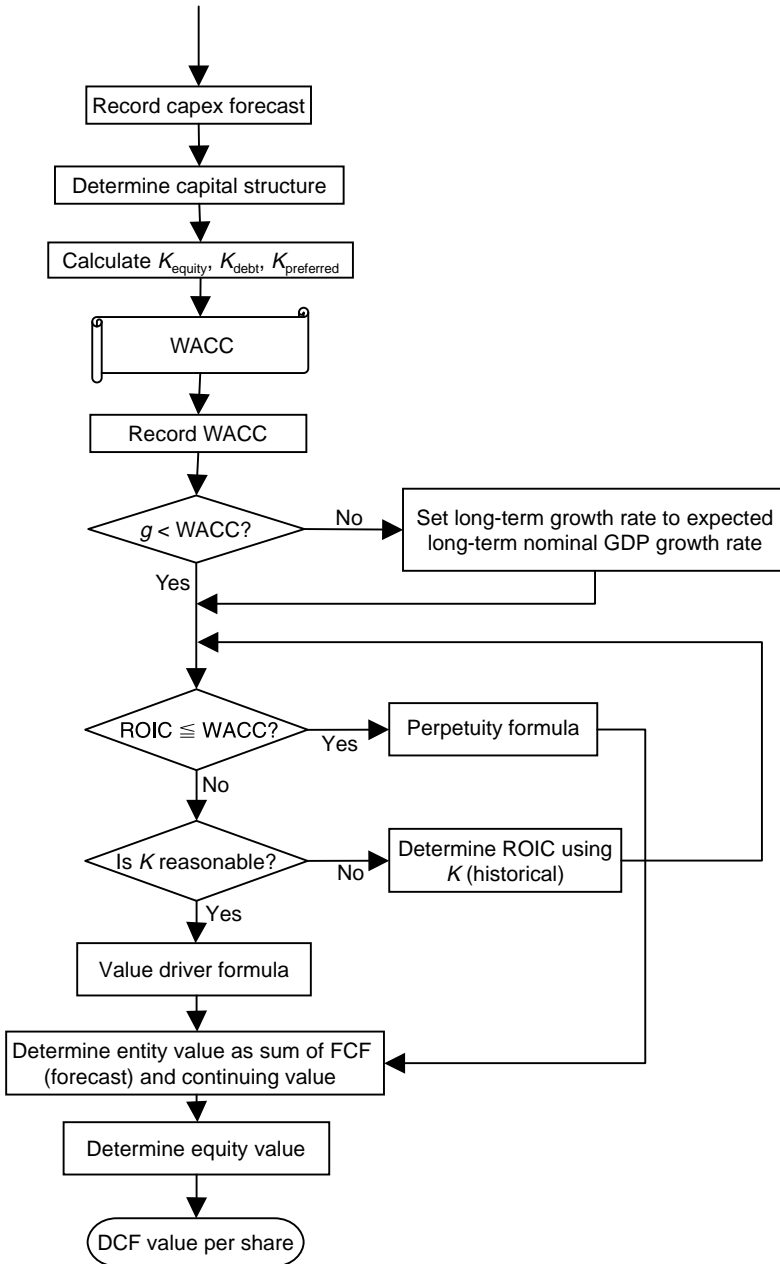 Record capex forecast
Determine capital structure
Calculate K equity, K debt, K preferred
WACC
Record WACC
g < WACC?
No
Set long-term growth rate to expected
long-term nominal GDP growth rate
Yes
ROIC ≦ WACC?
Yes
Perpetuity formula
No
Is K reasonable?
No
Determine ROIC using
K (historical)
Yes
Value driver formula
Determine entity value as sum of FCF
(forecast) and continuing value
Determine equity value
DCF value per share